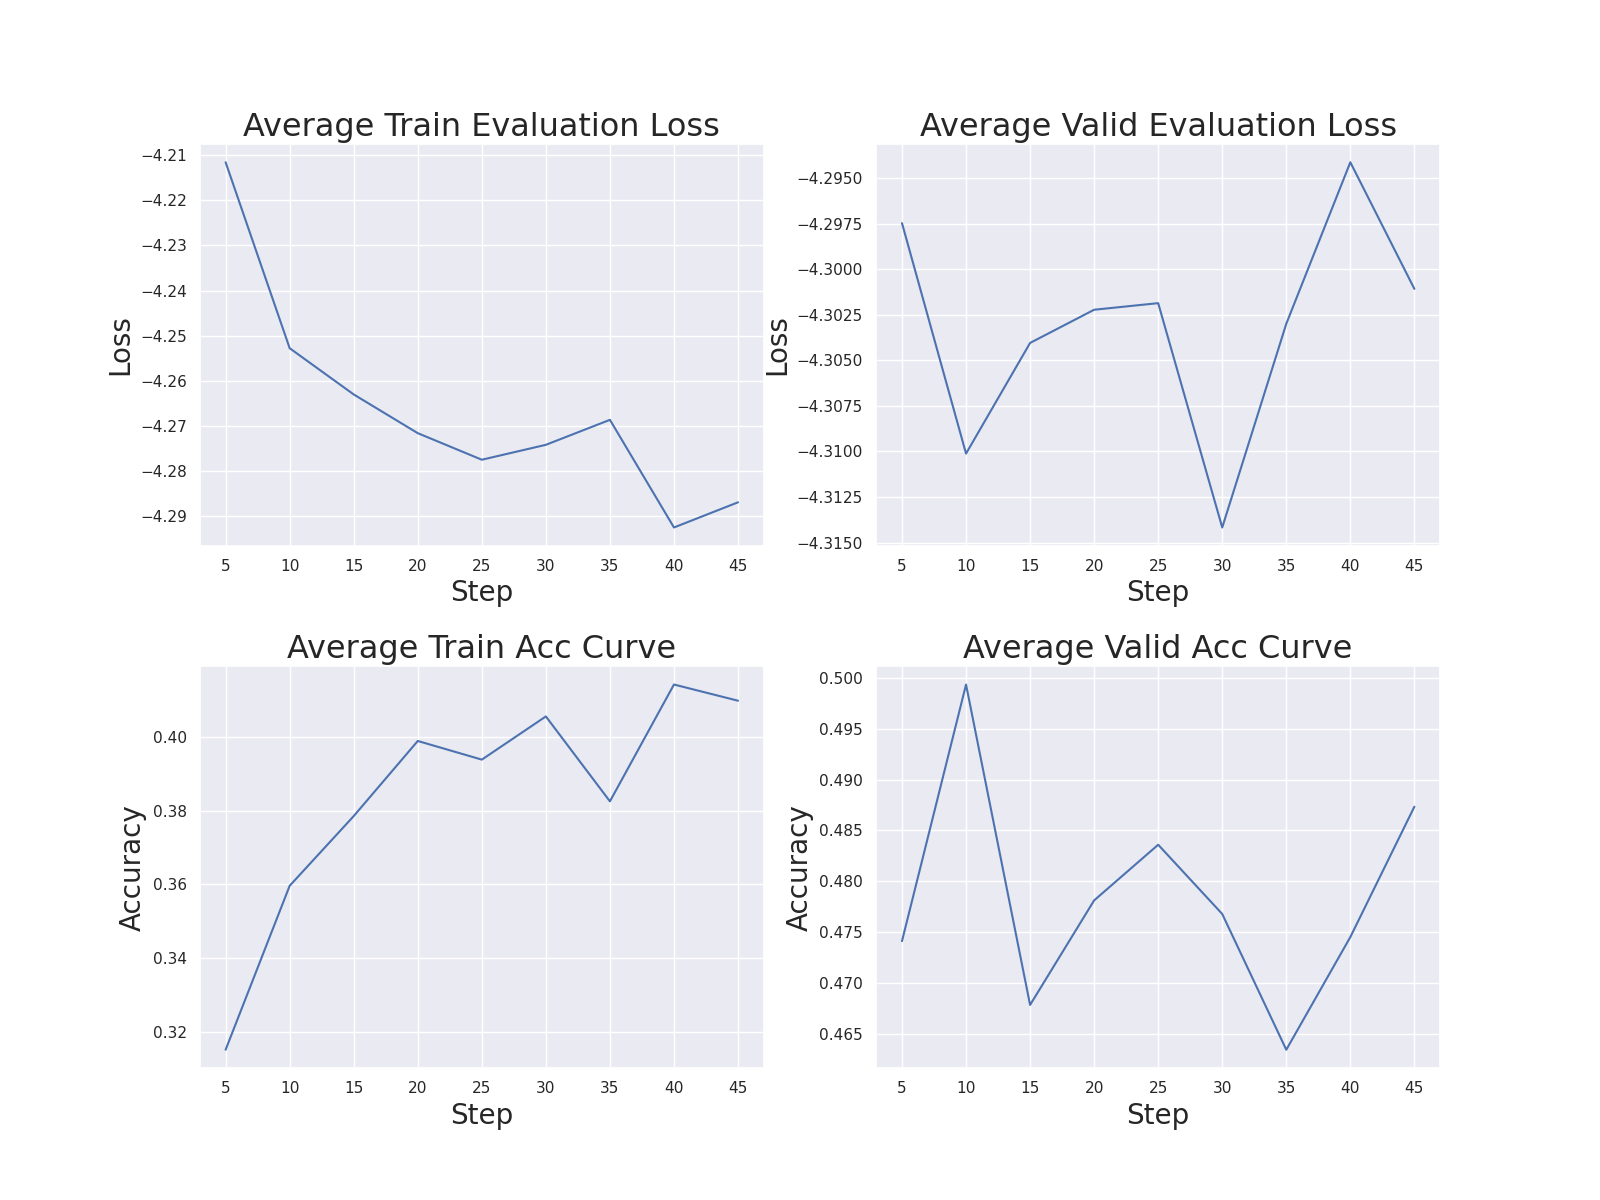 Average Train Evaluation Loss
−4.21
−4.22
−4.23
−4.24
−4.25
−4.26
−4.27
−4.28
−4.29
Loss
5 10 15 20 25 30 35 40 45
Step
Average Valid Evaluation Loss
−4.2950
−4.2975
−4.3000
−4.3025
−4.3050
−4.3075
−4.3100
−4.3125
−4.3150
Loss
5 10 15 20 25 30 35 40 45
Step
Average Train Acc Curve
0.40
0.38
0.36
0.34
0.32
Accuracy
5 10 15 20 25 30 35 40 45
Step
Average Valid Acc Curve
0.500
0.495
0.490
0.485
0.480
0.475
0.470
0.465
Accuracy
5 10 15 20 25 30 35 40 45
Step